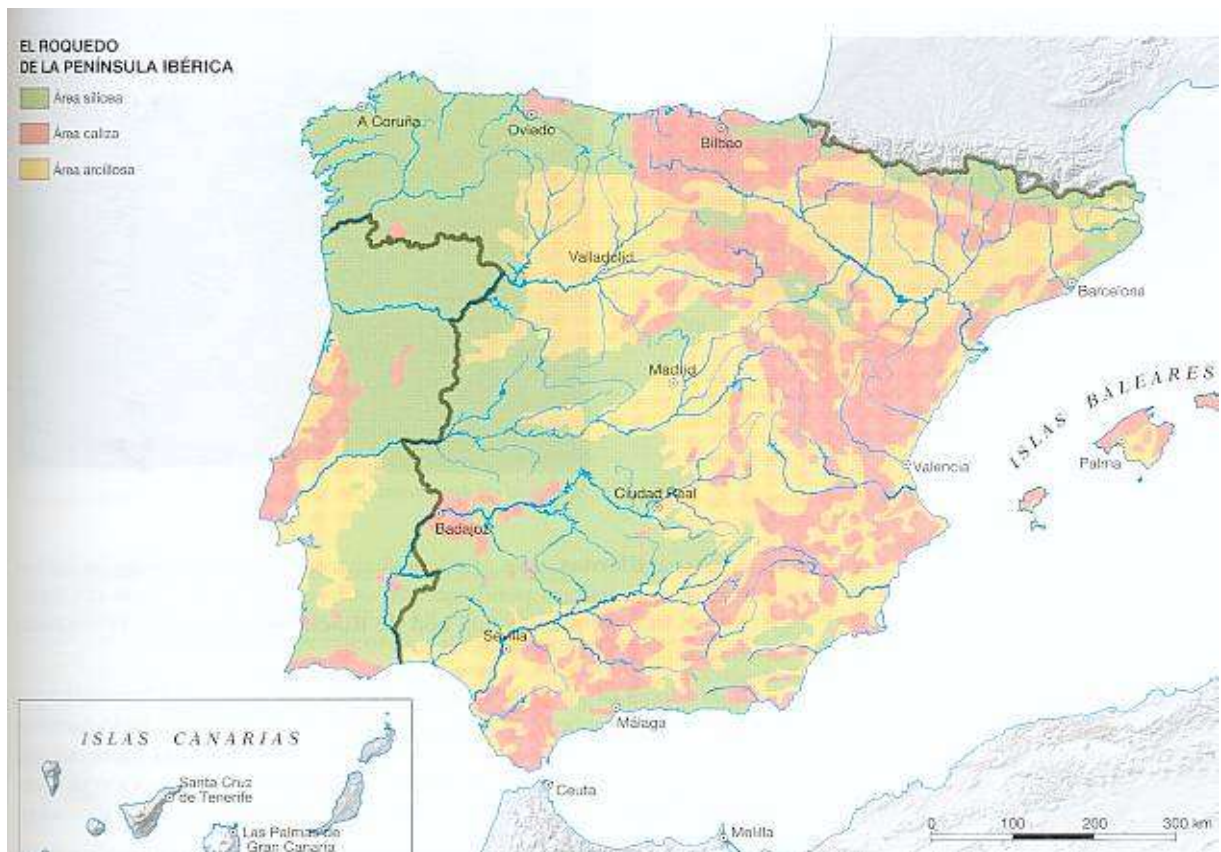 EL ROQUEDO
DE LA PENÍNSULA IBÉRICA
Área silícea
Área caliza
Área arcillosa
A Coruña
Oviedo
Bilbao
Valladolid
Barcelona
Madrid
ISLAS BALEARES
Palma
Valencia
Ciudad Real
Badajoz
Sevilla
Málaga
ISLAS CANARIAS
Santa Cruz
de Tenerife
Las Palmas de
Gran Canaria
Ceuta
Melilla
0 100 200 300 km